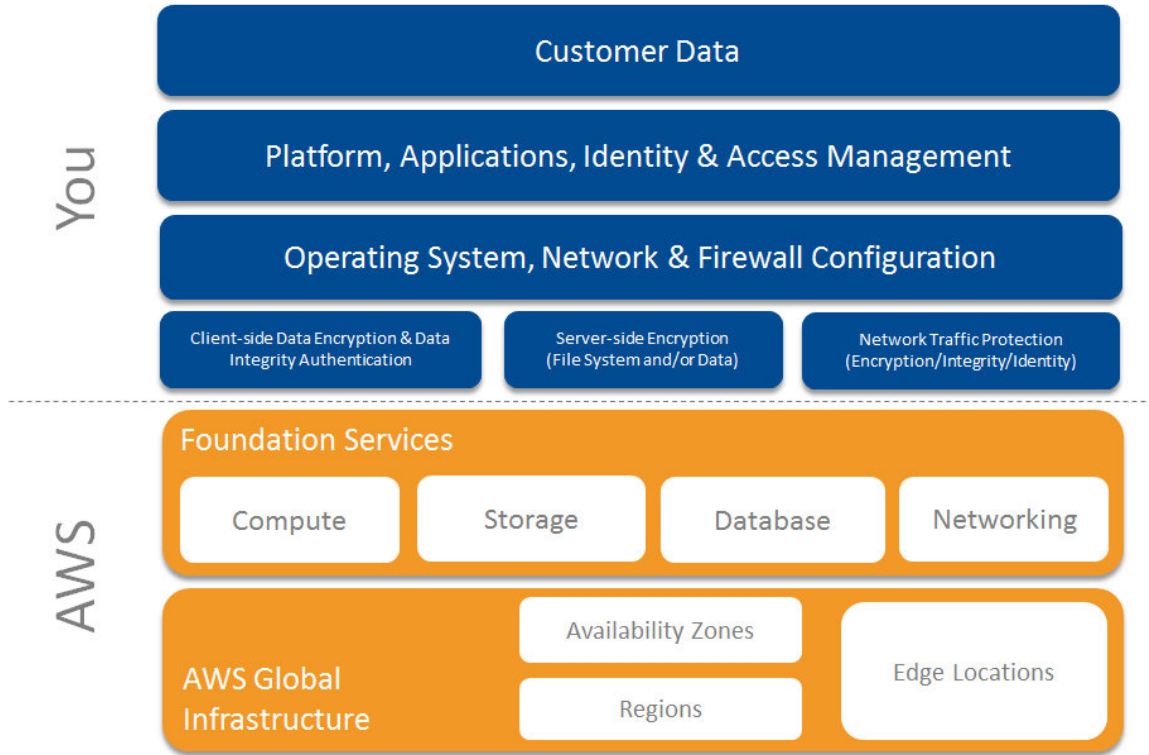 You
Customer Data
Platform, Applications, Identity & Access Management
Operating System, Network & Firewall Configuration
Client-side Data Encryption & Data
Integrity Authentication
Server-side Encryption
(File System and/or Data)
Network Traffic Protection
(Encryption/Integrity/Identity)
AWS
Foundation Services
Compute
Storage
Database
Networking
AWS Global
Infrastructure
Availability Zones
Regions
Edge Locations